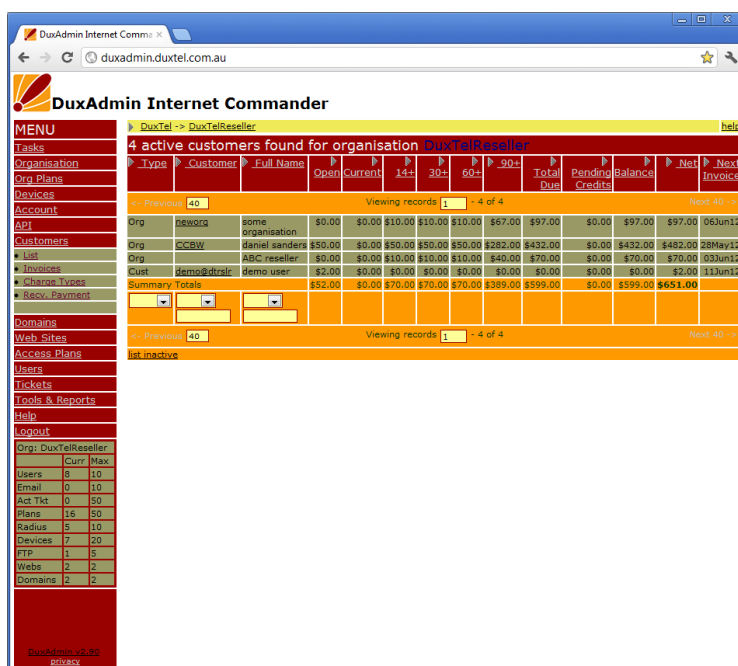 DuxAdmin Internet Comma
duxadmin.duxtel.com.au
DuxAdmin Internet Commander
MENU
Tasks
Organisation
Org Plans
Devices
Account
API
Customers
List
Invoices
Charge Types
Recv. Payment
Domains
Web Sites
Access Plans
Users
Tickets
Tools & Reports
Help
Logout
Org: DuxTelReseller
Curr Max
Users 8 10
Email 0 10
Act Tkt 0 50
Plans 16 50
Radius 5 10
Devices 7 20
FTP 1 5
Webs 2 2
Domains 2 2
DuxAdmin v2.90
privacy
DuxTel -> DuxTelReseller help
4 active customers found for organisation DuxTelReseller
Type Customer Full Name Open Current 14+ 30+ 60+ 90+ Total Due Pending Credits Balance Net Next Invoice
<- Previous 40 Viewing records 1 - 4 of 4 Next 40 ->
Org neworg some organisation $0.00 $0.00 $10.00 $10.00 $10.00 $67.00 $97.00 $0.00 $97.00 $97.00 06Jun12
Org CCBW daniel sanders $50.00 $0.00 $50.00 $50.00 $50.00 $282.00 $432.00 $0.00 $432.00 $482.00 28May12
Org ABC reseller $0.00 $0.00 $10.00 $10.00 $10.00 $40.00 $70.00 $0.00 $70.00 $70.00 03Jun12
Cust demo@dtrslr demo user $2.00 $0.00 $0.00 $0.00 $0.00 $0.00 $0.00 $0.00 $0.00 $2.00 11Jun12
Summary Totals $52.00 $0.00 $70.00 $70.00 $70.00 $389.00 $599.00 $0.00 $599.00 $651.00
<- Previous 40 Viewing records 1 - 4 of 4 Next 40 ->
list inactive